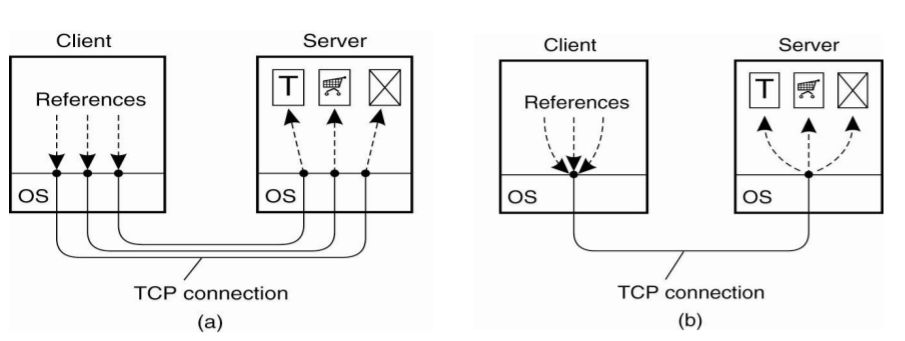 Client
Server
T
References
OS
OS
TCP connection
(a)
Client
Server
T
References
OS
OS
TCP connection
(b)